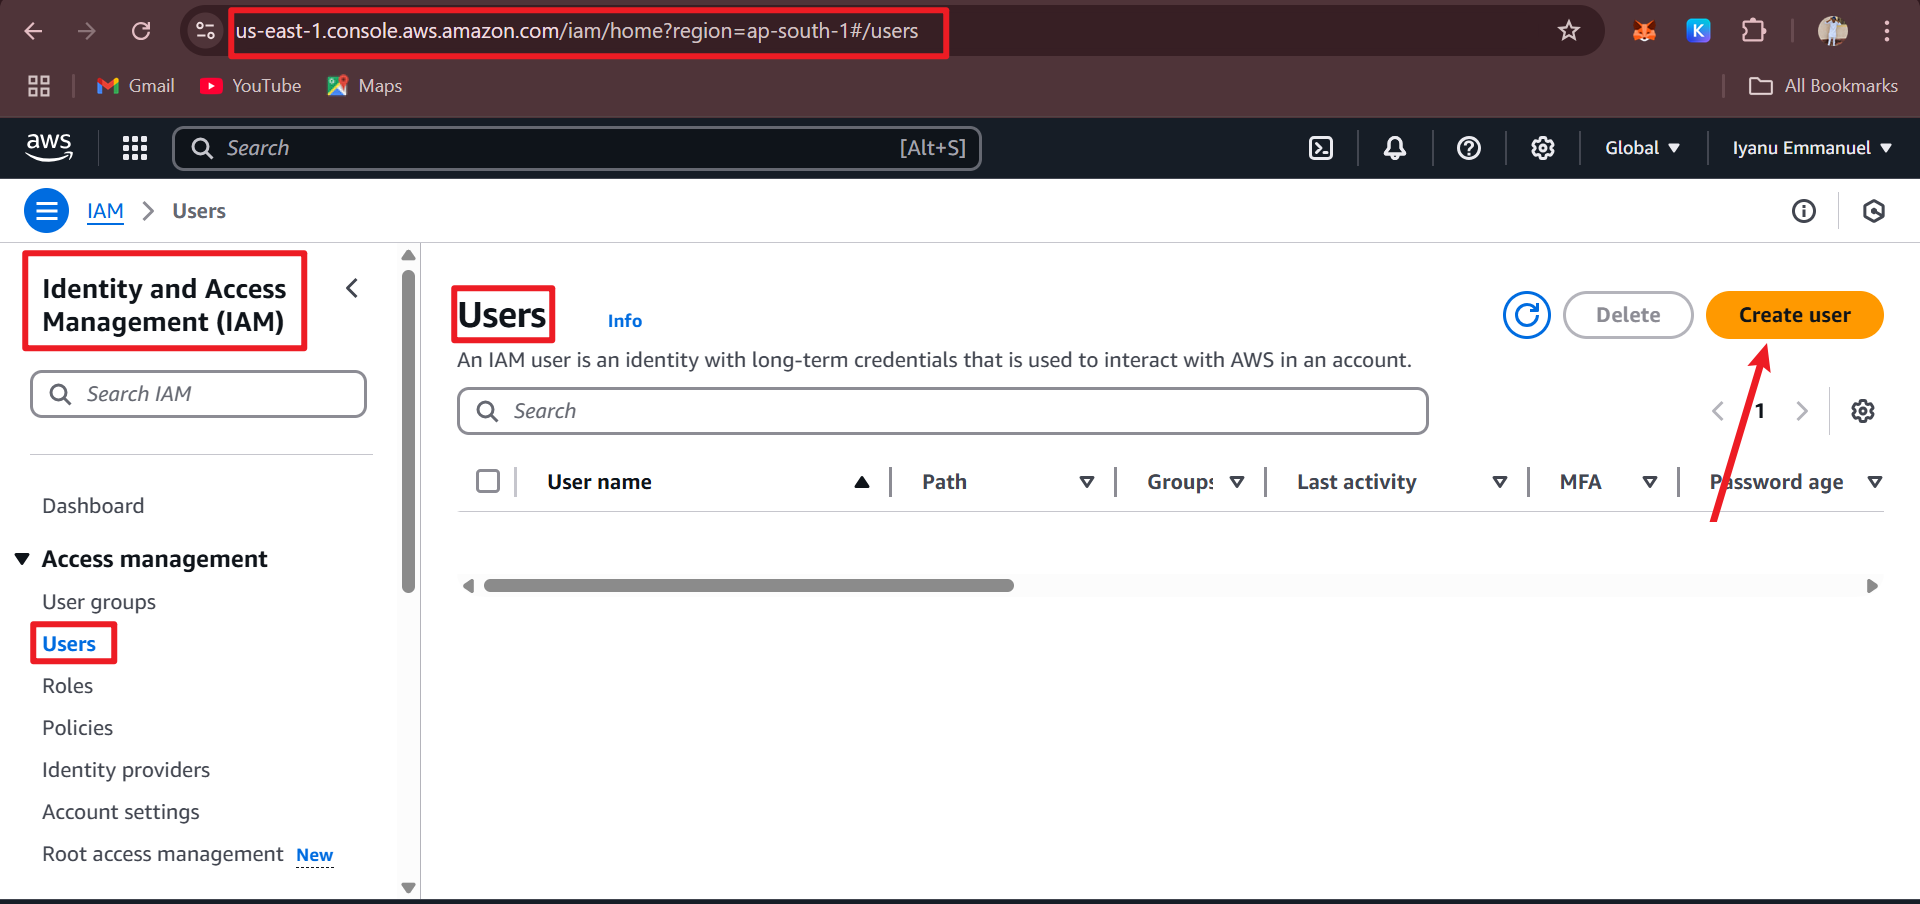 us-east-1.console.aws.amazon.com/iam/home?region=ap-south-1#/users
K
Gmail
YouTube
Maps
All Bookmarks
aws
Search
[Alt+S]
Global
Iyanu Emmanuel
IAM
Users
Identity and Access
Management (IAM)
Search IAM
Dashboard
Access management
User groups
Users
Roles
Policies
Identity providers
Account settings
Root access management New
Users
Info
Delete
Create user
An IAM user is an identity with long-term credentials that is used to interact with AWS in an account.
Search
1
User name
Path
Groups
Last activity
MFA
Password age